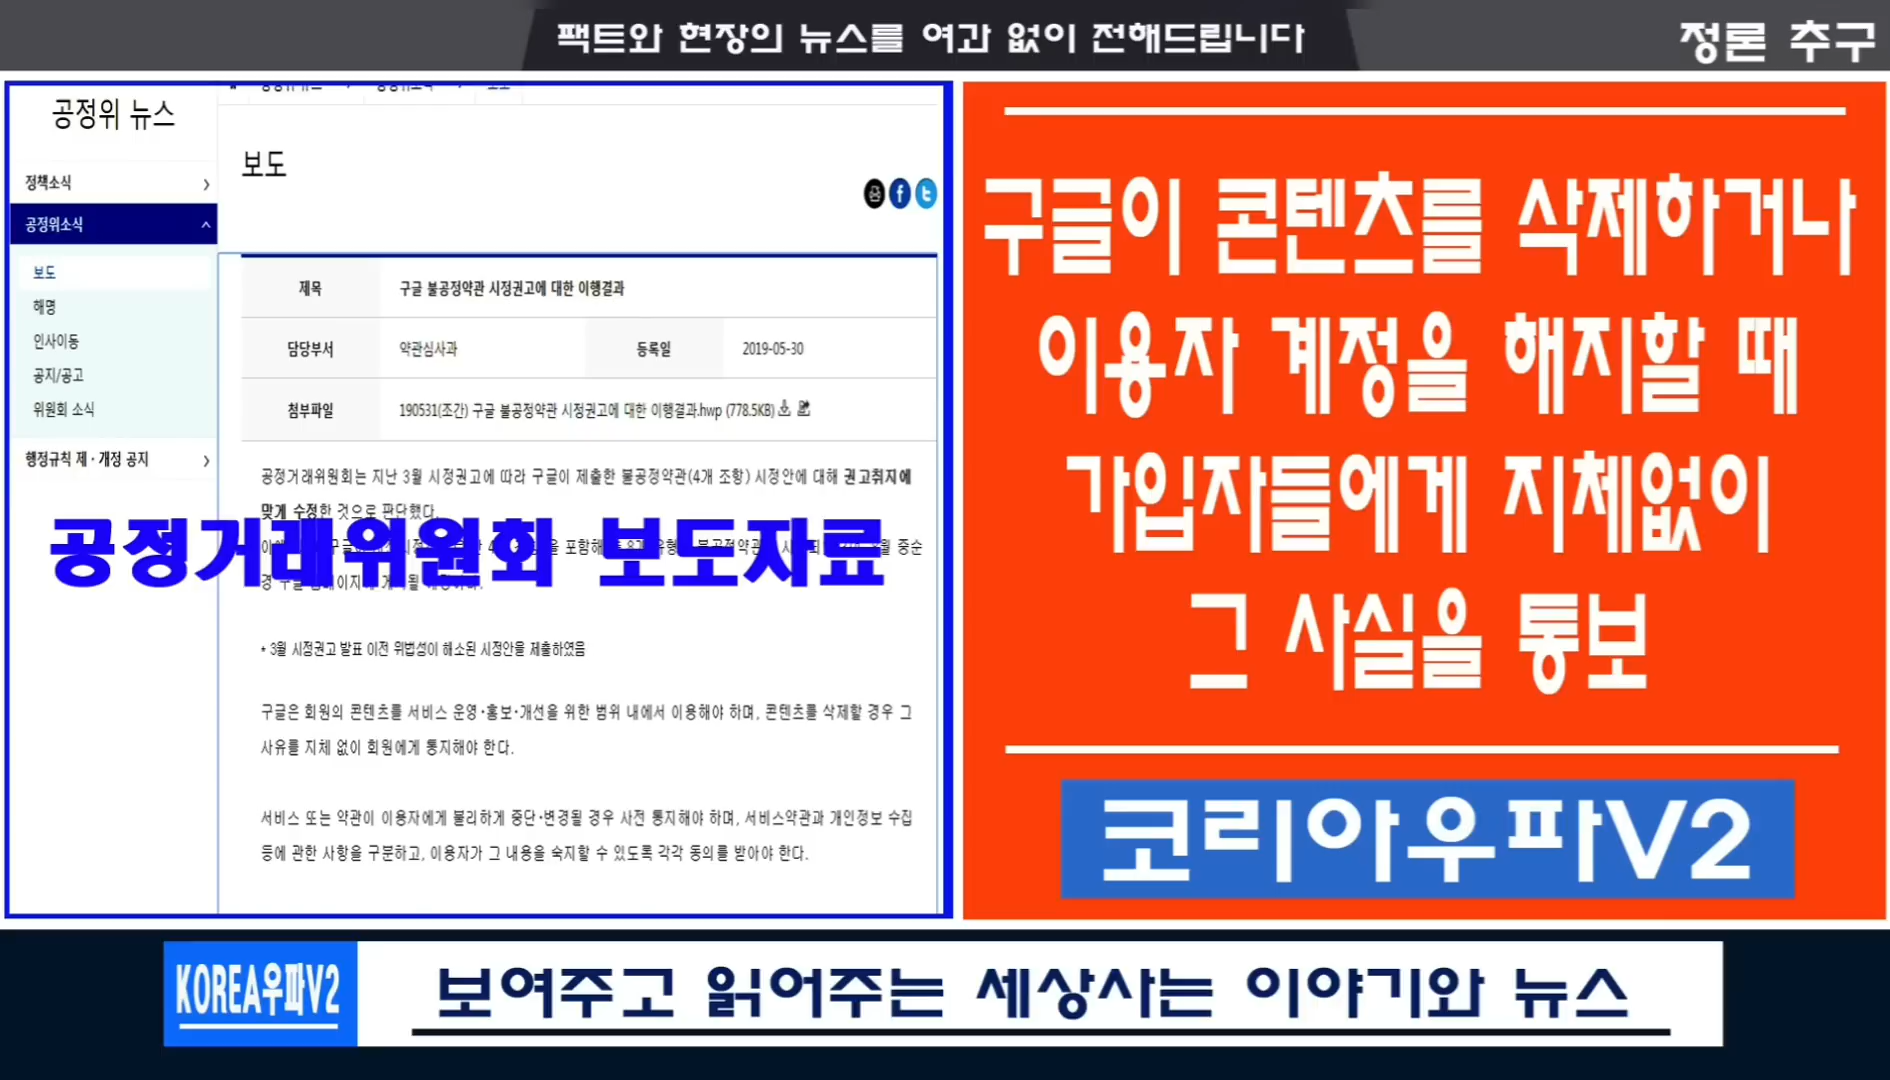 팩트와 현장의 뉴스를 여과 없이 전해드립니다
정론 추구
공정위 뉴스
정책소식
공정위소식
보도
해명
인사이동
공지/공고
위원회 소식
행정규칙 제·개정 공지
보도
제목 구글 불공정약관 시정권고에 대한 이행결과
담당부서 약관심사과 등록일 2019-05-30
첨부파일 190531(조간) 구글 불공정약관 시정권고에 대한 이행결과.hwp (778.5KB)
공정거래위원회는 지난 3월 시정권고에 따라 구글이 제출한 불공정약관(4개 조항) 시정안에 대해 권고취지에
맞게 수정한 것으로 판단했다.
공정거래위원회 보도자료
* 3월 시정권고 발표 이전 위법성이 해소된 시정안을 제출하였음
구글은 회원의 콘텐츠를 서비스 운영·홍보·개선을 위한 범위 내에서 이용해야 하며, 콘텐츠를 삭제할 경우 그
사유를 지체 없이 회원에게 통지해야 한다.
서비스 또는 약관이 이용자에게 불리하게 중단·변경될 경우 사전 통지해야 하며, 서비스약관과 개인정보 수집
등에 관한 사항을 구분하고, 이용자가 그 내용을 숙지할 수 있도록 각각 동의를 받아야 한다.
구글이 콘텐츠를 삭제하거나
이용자 계정을 해지할 때
가입자들에게 지체없이
그 사실을 통보
코리아우파V2
KOREA우파V2
보여주고 읽어주는 세상사는 이야기와 뉴스